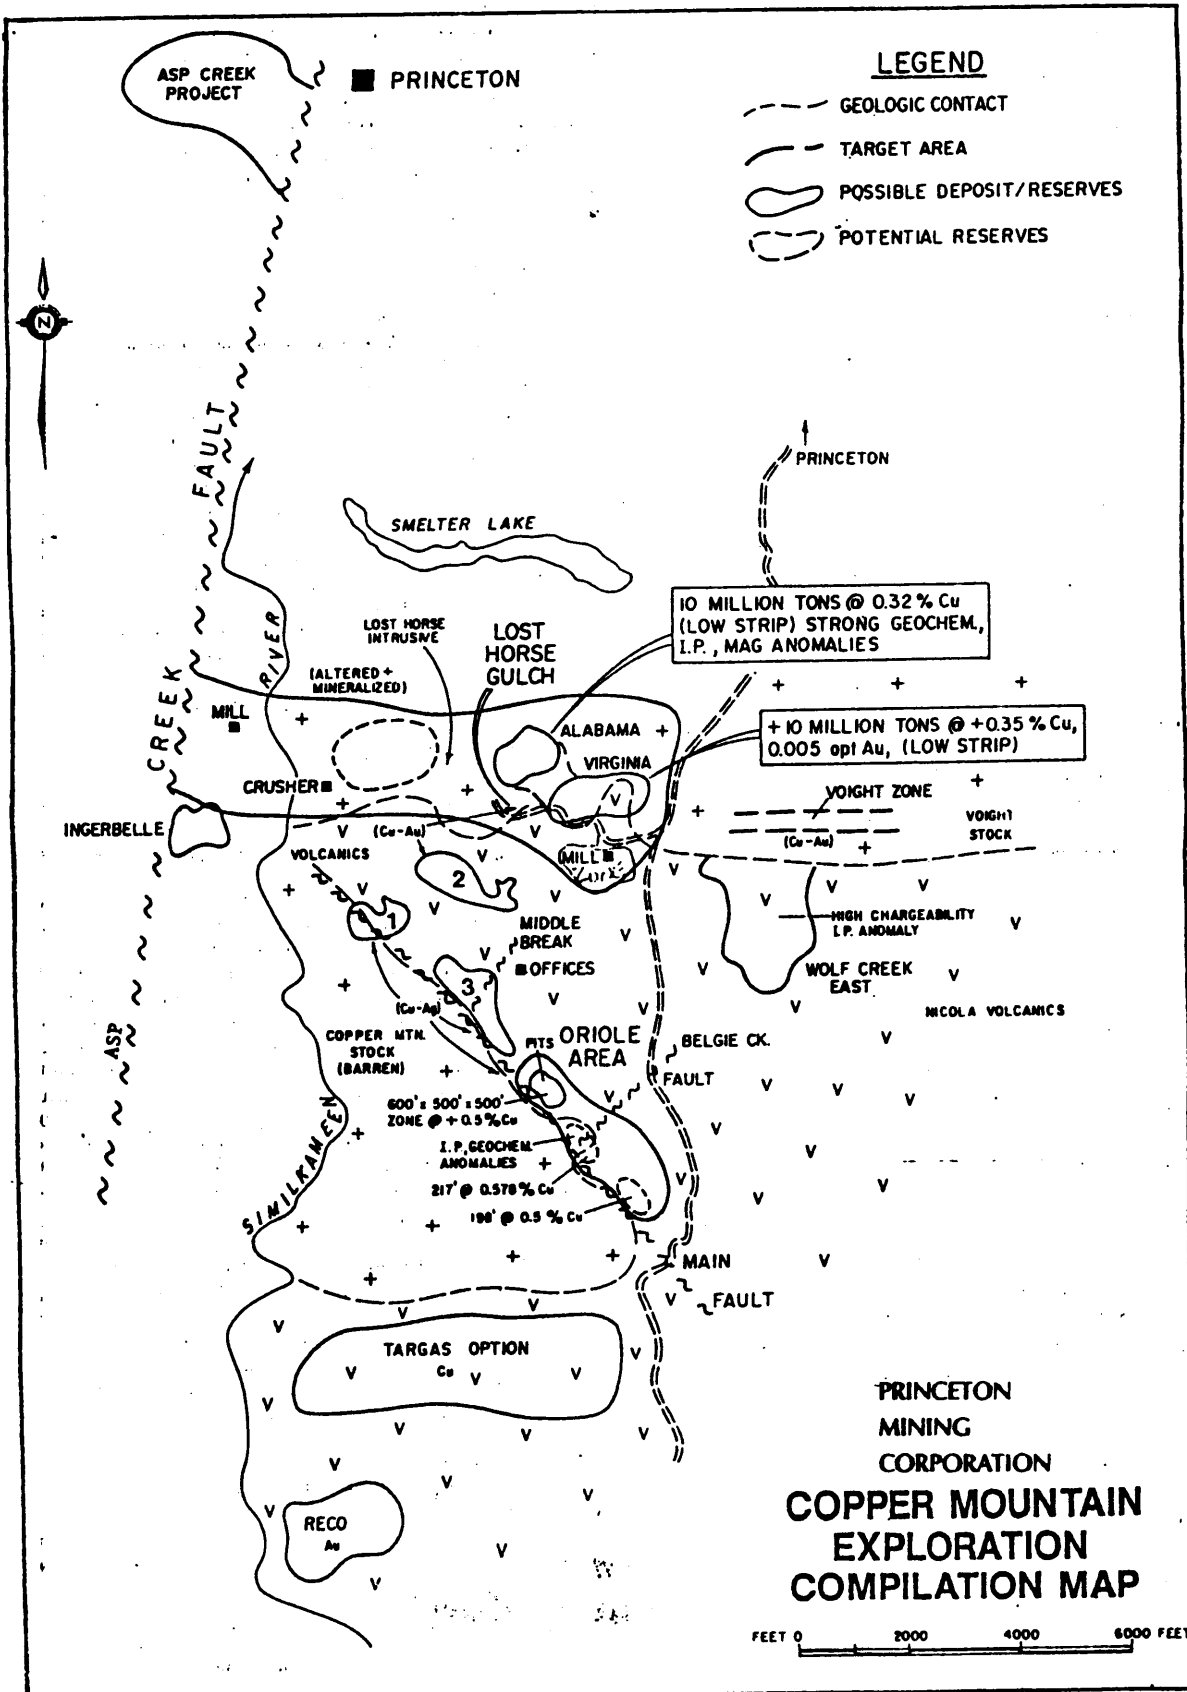 ASP CREEK
PROJECT
PRINCETON
LEGEND
GEOLOGIC CONTACT
TARGET AREA
POSSIBLE DEPOSIT/RESERVES
POTENTIAL RESERVES
N
ASP CREEK FAULT
PRINCETON
SMELTER LAKE
10 MILLION TONS @ 0.32 % Cu
(LOW STRIP) STRONG GEOCHEM.,
I.P., MAG ANOMALIES
SIMILKAMEEN RIVER
LOST HORSE
INTRUSIVE
LOST
HORSE
GULCH
(ALTERED +
MINERALIZED)
MILL
ALABAMA
VIRGINIA
+ 10 MILLION TONS @ +0.35 % Cu,
0.005 opt Au, (LOW STRIP)
CRUSHER
VOIGHT ZONE
(Cu-Au)
VOIGHT
STOCK
INGERBELLE
(Cu-Au)
VOLCANICS
MILL
2
1
MIDDLE
BREAK
HIGH CHARGEABILITY
I.P. ANOMALY
OFFICES
WOLF CREEK
EAST
3
(Cu-Ag)
NICOLA VOLCANICS
COPPER MTN.
STOCK
(BARREN)
PITS
ORIOLE
AREA
BELGIE CK.
FAULT
600' x 500' x 500'
ZONE @ + 0.5 % Cu
I.P., GEOCHEM.
ANOMALIES
217' @ 0.578 % Cu
198' @ 0.5 % Cu
MAIN
FAULT
TARGAS OPTION
Cu
RECO
Au
PRINCETON
MINING
CORPORATION
COPPER MOUNTAIN
EXPLORATION
COMPILATION MAP
FEET 0 2000 4000 6000 FEET